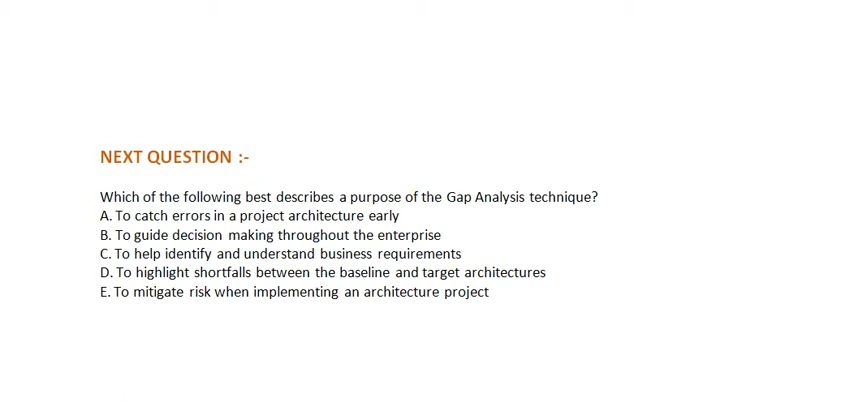 NEXT QUESTION :-
Which of the following best describes a purpose of the Gap Analysis technique?
A. To catch errors in a project architecture early
B. To guide decision making throughout the enterprise
C. To help identify and understand business requirements
D. To highlight shortfalls between the baseline and target architectures
E. To mitigate risk when implementing an architecture project